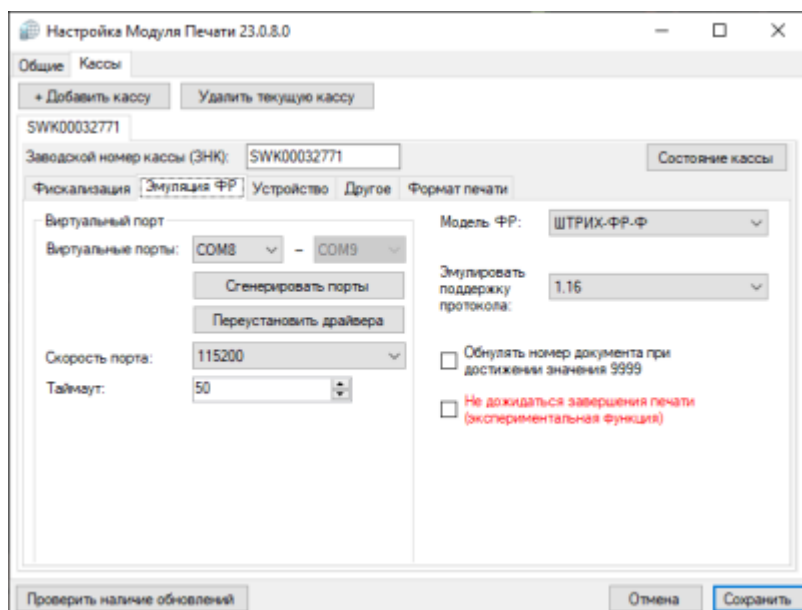 Настройка Модуля Печати 23.0.8.0
Общие Кассы
+ Добавить кассу Удалить текущую кассу
SWK00032771
Заводской номер кассы (ЗНК): SWK00032771 Состояние кассы
Фискализация Эмуляция ФР Устройство Другое Формат печати
Виртуальный порт
Виртуальные порты: COM8 – COM9
Сгенерировать порты
Переустановить драйвера
Скорость порта: 115200
Таймаут: 50
Модель ФР: ШТРИХ-ФР-Ф
Эмулировать
поддержку
протокола:
1.16
Обнулять номер документа при
достижении значения 9999
Не дожидаться завершения печати
(экспериментальная функция)
Проверить наличие обновлений Отмена Сохранить